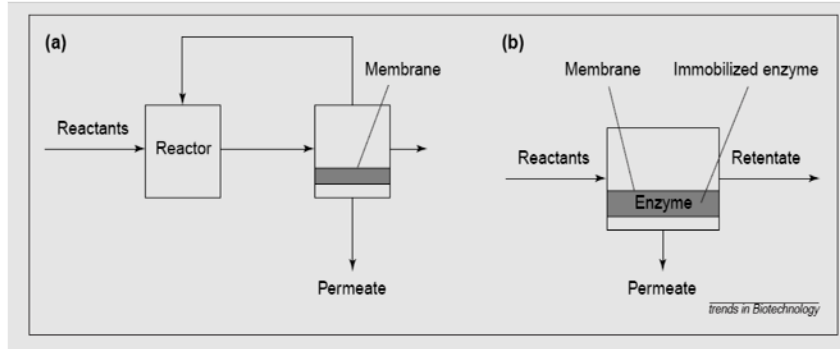 (a)
Membrane
Reactants
Reactor
Permeate
(b)
Membrane
Immobilized enzyme
Reactants
Retentate
Enzyme
Permeate
trends in Biotechnology